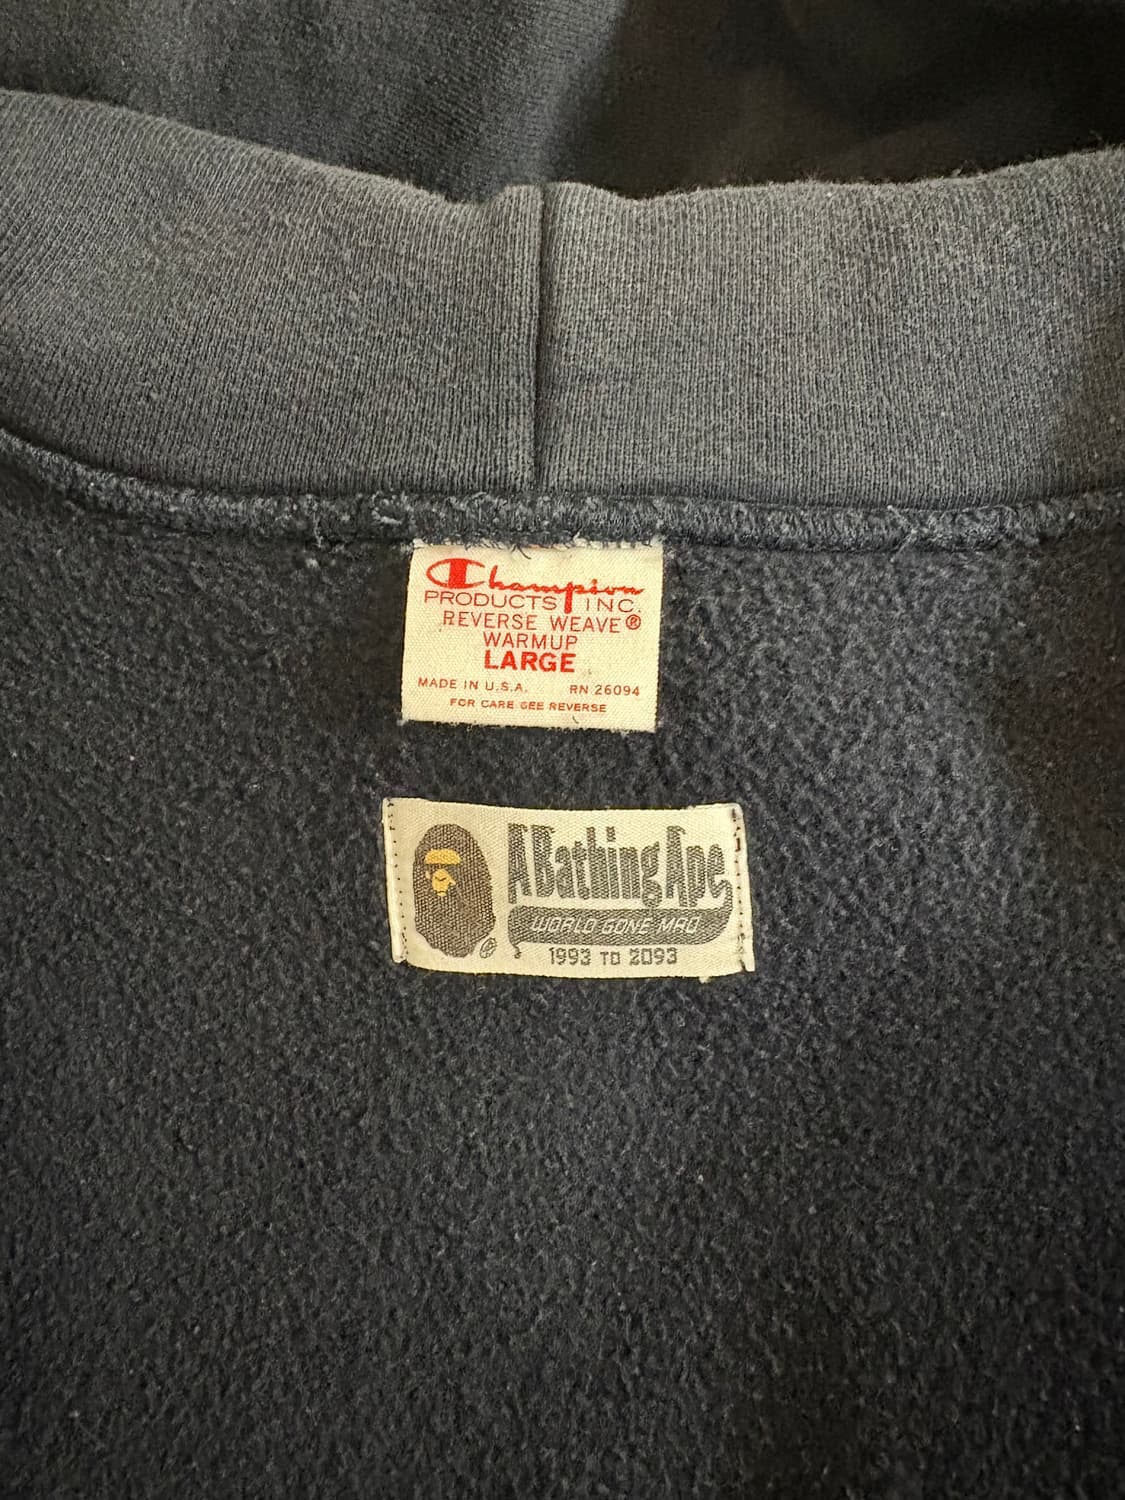 Champion
PRODUCTS INC.
REVERSE WEAVE®
WARMUP
LARGE
MADE IN U.S.A. RN 26094
FOR CARE SEE REVERSE
A Bathing Ape
WORLD GONE MAD
1993 TO 2093